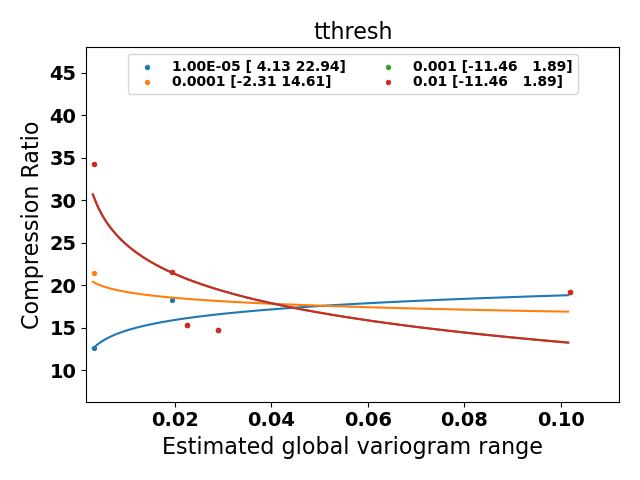 tthresh
1.00E-05 [ 4.13 22.94]
0.0001 [-2.31 14.61]
0.001 [-11.46   1.89]
0.01 [-11.46   1.89]
Compression Ratio
45
40
35
30
25
20
15
10
0.02 0.04 0.06 0.08 0.10
Estimated global variogram range